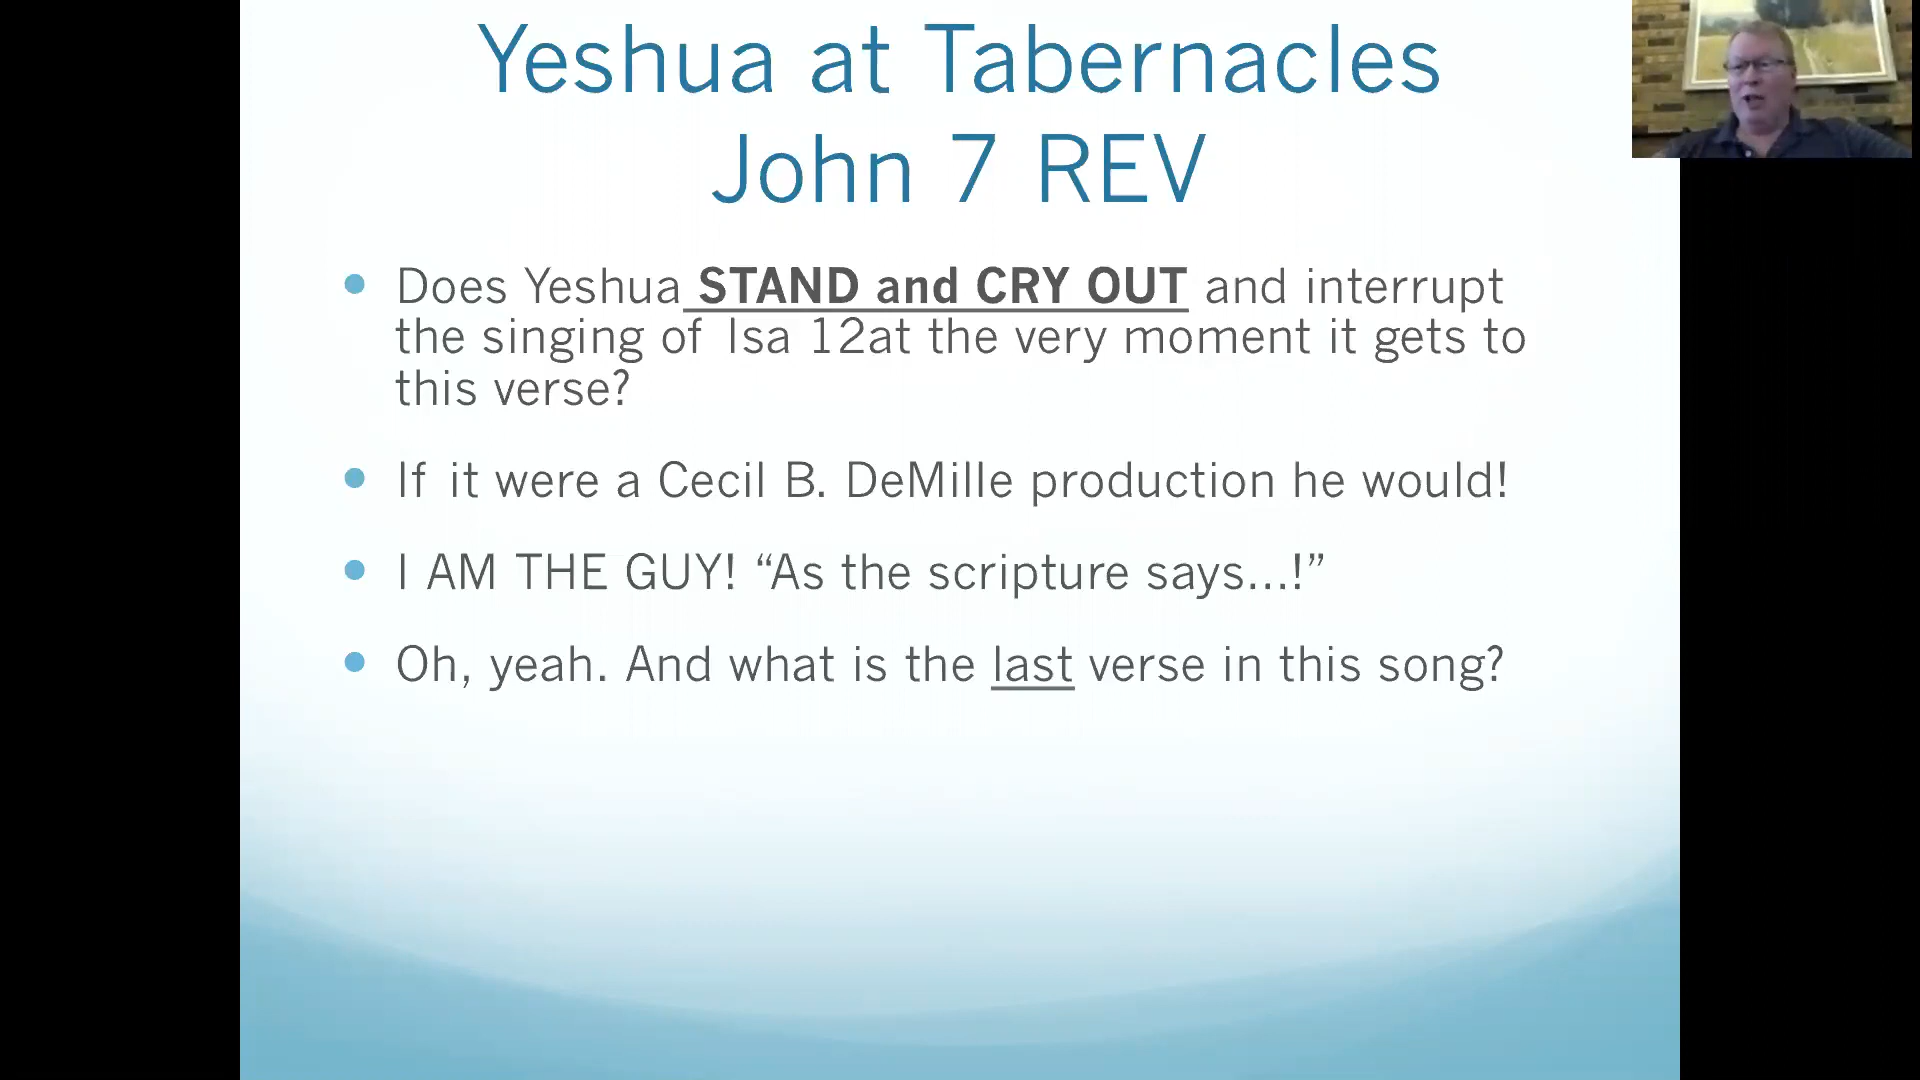 Yeshua at Tabernacles
John 7 REV
• Does Yeshua STAND and CRY OUT and interrupt
the singing of Isa 12at the very moment it gets to
this verse?
• If it were a Cecil B. DeMille production he would!
• I AM THE GUY! “As the scripture says...!”
• Oh, yeah. And what is the last verse in this song?